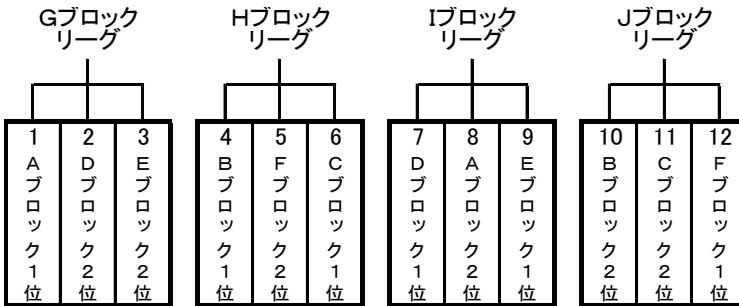 Gブロック
リーグ
Hブロック
リーグ
Iブロック
リーグ
Jブロック
リーグ
1
Aブロック1位
2
Dブロック2位
3
Eブロック2位
4
Bブロック1位
5
Fブロック2位
6
Cブロック1位
7
Dブロック1位
8
Aブロック2位
9
Eブロック1位
10
Bブロック2位
11
Cブロック2位
12
Fブロック1位